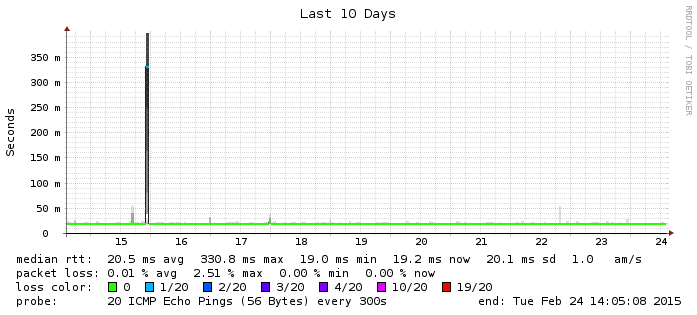 Last 10 Days
RRDTOOL / TOBI OETIKER
Seconds
350 m
300 m
250 m
200 m
150 m
100 m
50 m
0
15 16 17 18 19 20 21 22 23 24
median rtt: 20.5 ms avg 330.8 ms max 19.0 ms min 19.2 ms now 20.1 ms sd 1.0 am/s
packet loss: 0.01 % avg 2.51 % max 0.00 % min 0.00 % now
loss color: 0 1/20 2/20 3/20 4/20 10/20 19/20
probe: 20 ICMP Echo Pings (56 Bytes) every 300s end: Tue Feb 24 14:05:08 2015